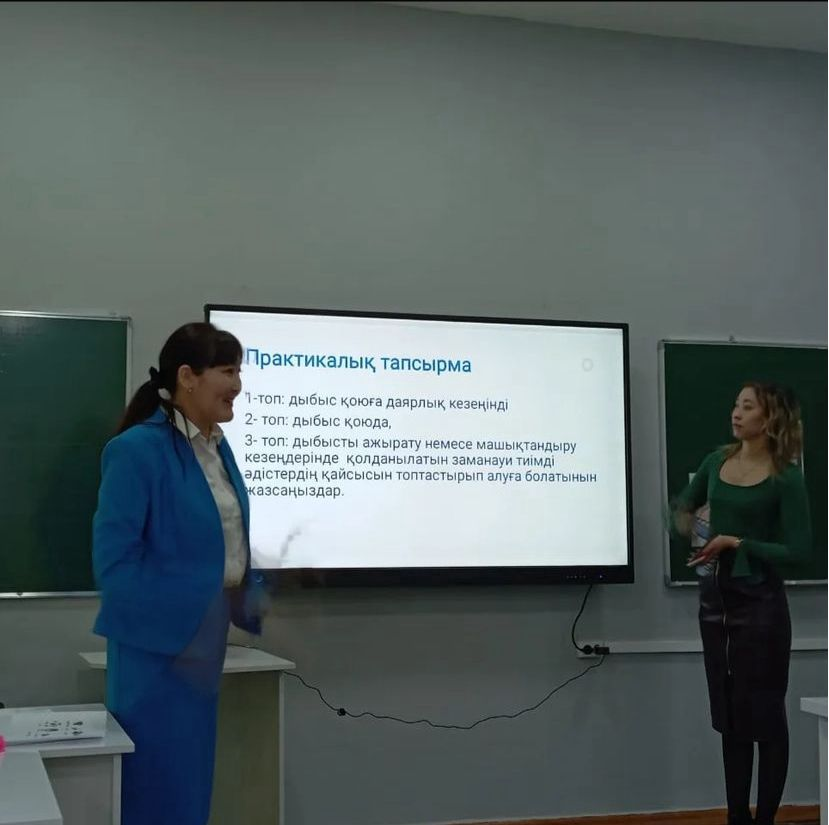 Практикалық тапсырма
1-топ: дыбыс қоюға даярлық кезеңінді
2- топ: дыбыс қоюда,
3- топ: дыбысты ажырату немесе машықтандыру
кезеңдерінде қолданылатын заманауи тиімді
әдістердің қайсысын топтастырып алуға болатынын
жазсаңыздар.